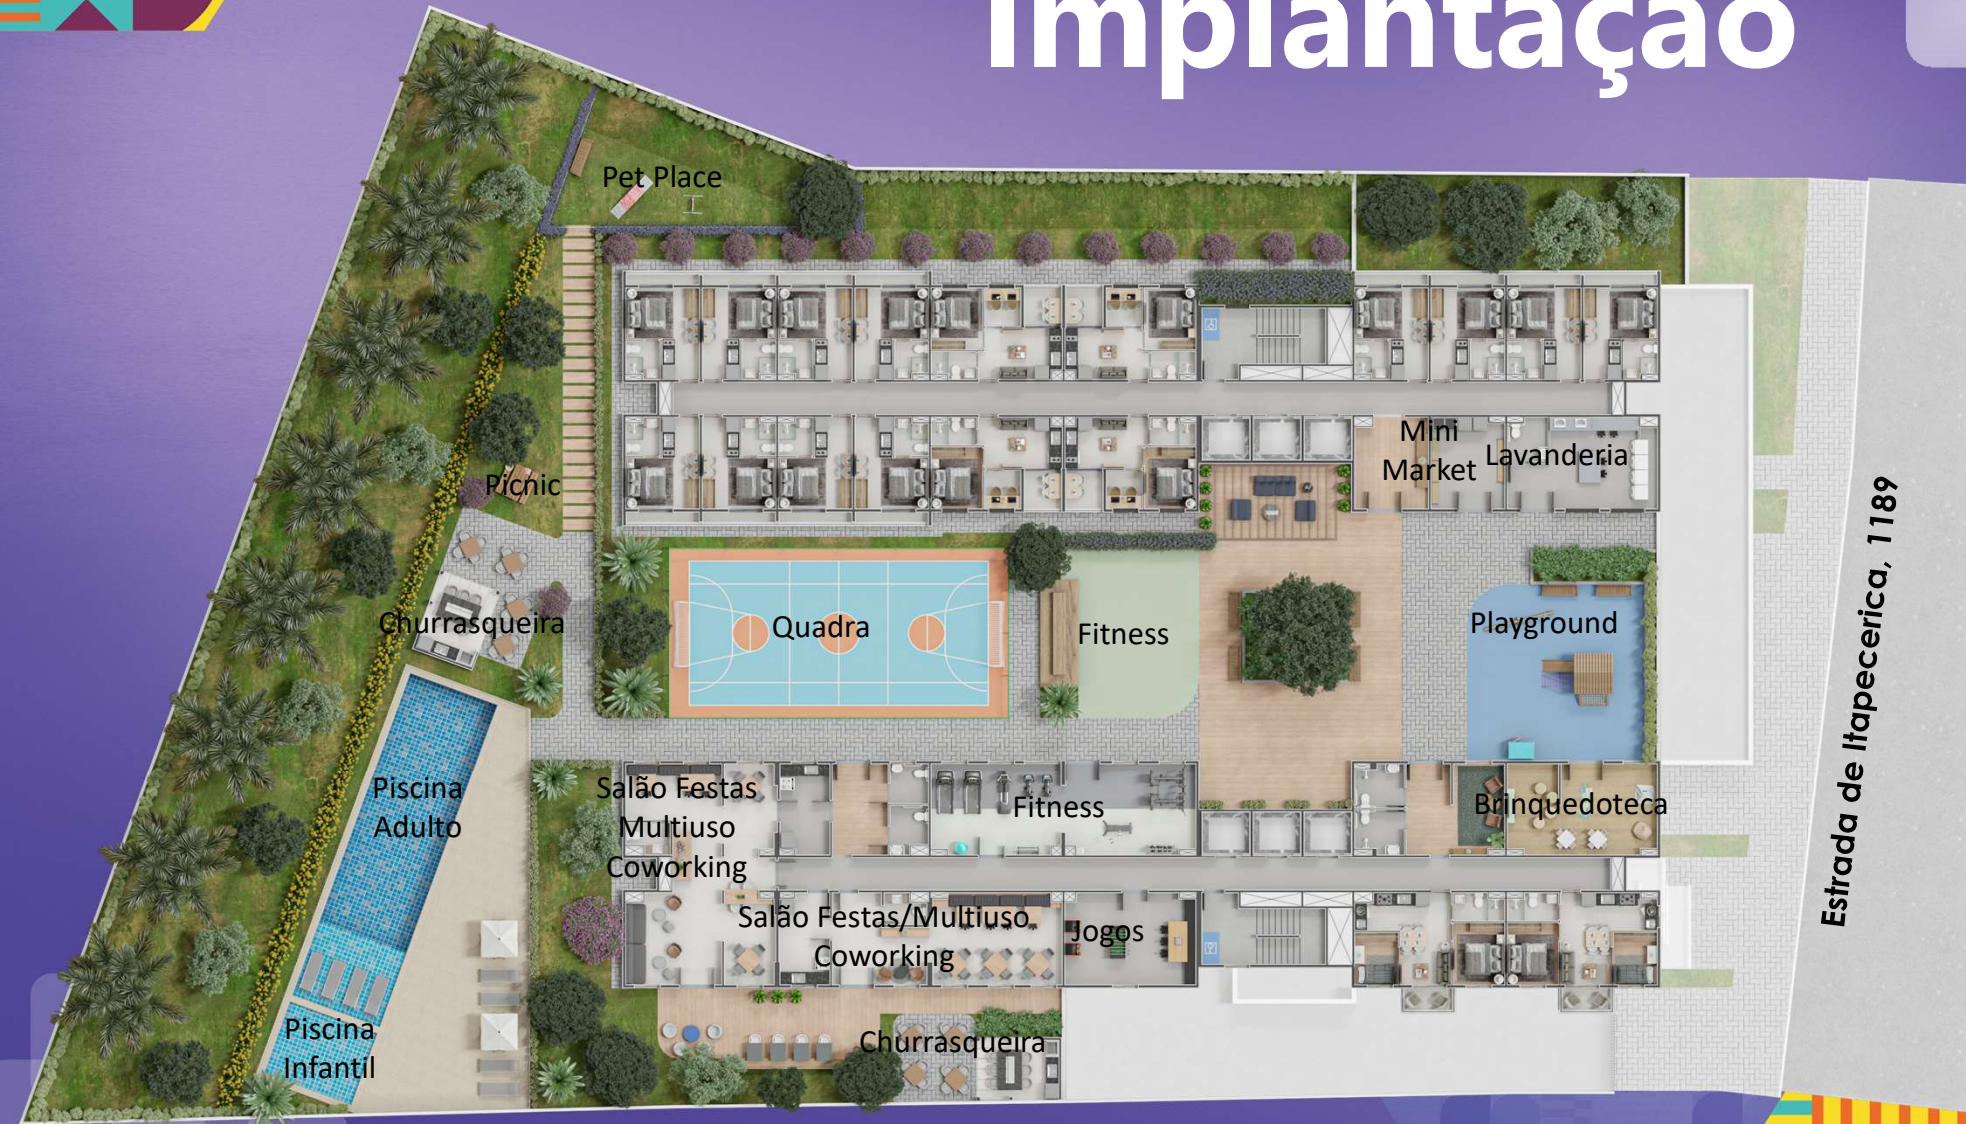 Implantação
Pet Place
Mini
Market
Lavanderia
Picnic
Churrasqueira
Quadra
Fitness
Playground
Estrada de Itapecerica, 1189
Piscina
Adulto
Salão Festas
Multiuso
Coworking
Fitness
Brinquedoteca
Salão Festas/Multiuso
Coworking
Jogos
Piscina
Infantil
Churrasqueira